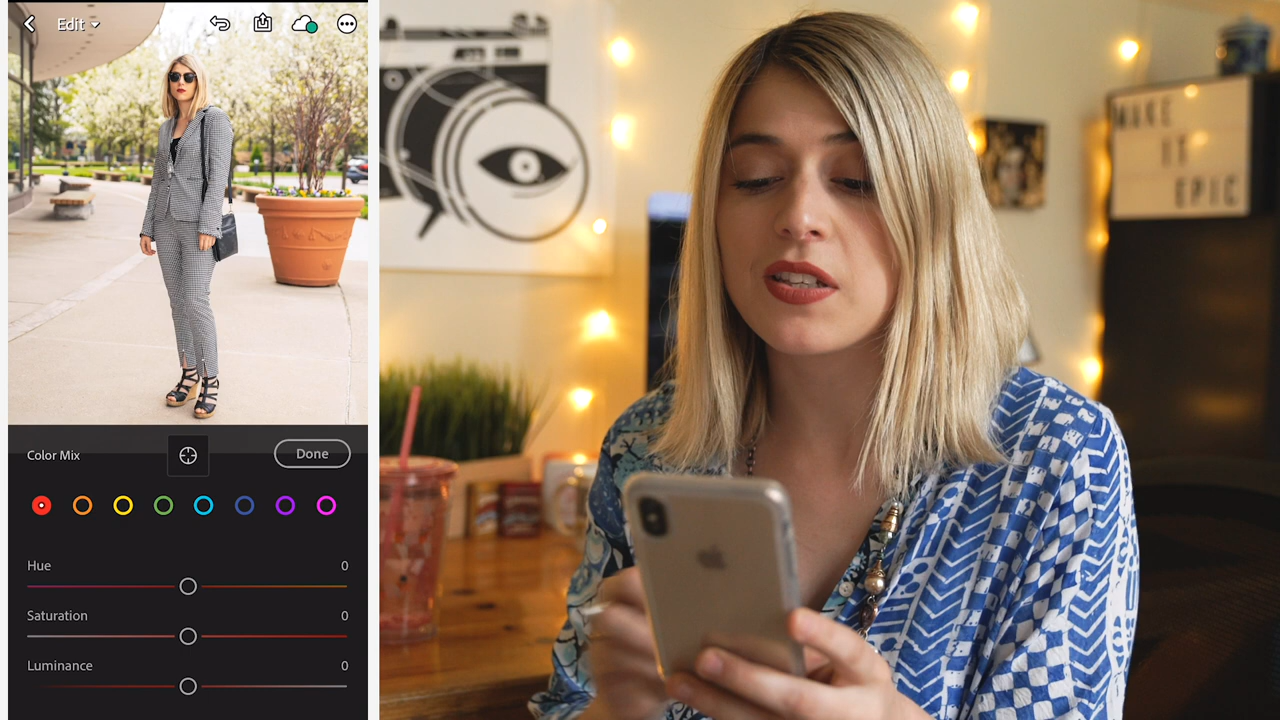 Edit
Color Mix
Done
Hue 0
Saturation 0
Luminance 0
MAKE
IT
EPIC